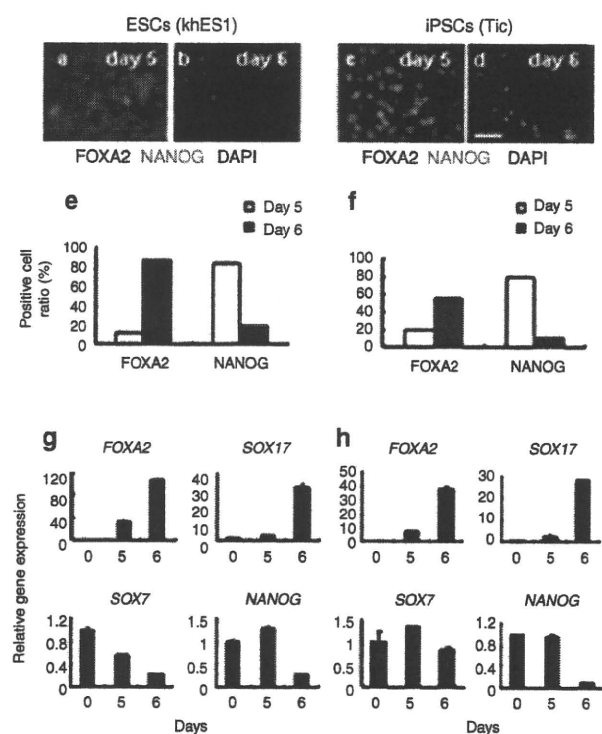 ESCs (khES1) iPSCs (Tic)
a day 5 b day 6 c day 5 d day 6
FOXA2 NANOG DAPI FOXA2 NANOG DAPI
e f
Day 5 Day 5
Day 6 Day 6
Positive cell
ratio (%)
100 100
80 80
60 60
40 40
20 20
0 0
FOXA2 NANOG FOXA2 NANOG
g h
FOXA2 SOX17 FOXA2 SOX17
Relative gene expression
120 40 50 30
80 30 40 20
40 20 30 10
0 10 20 0
0 10
0
0 5 6 0 5 6 0 5 6 0 5 6
SOX7 NANOG SOX7 NANOG
1.2 1.5 1.5 1.2
0.8 1 1 0.8
0.4 0.5 0.5 0.4
0 0 0 0
0 5 6 0 5 6 0 5 6 0 5 6
Days Days